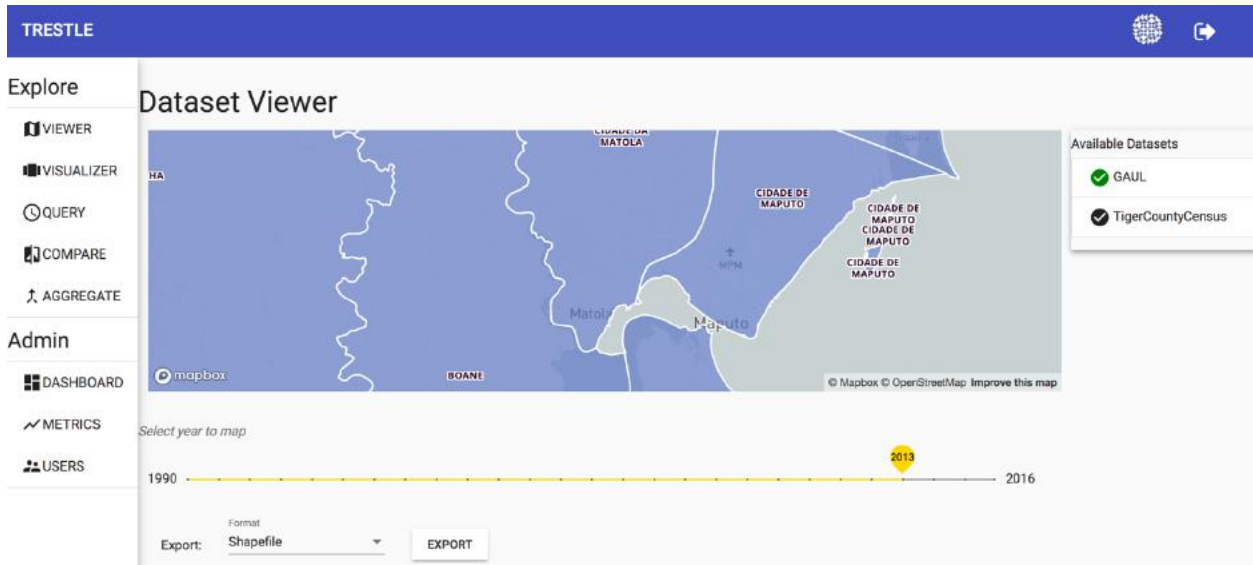 TRESTLE
Explore
VIEWER
VISUALIZER
QUERY
COMPARE
AGGREGATE
Admin
DASHBOARD
METRICS
USERS
Dataset Viewer
CIDADE DA
MATOLA
HA
CIDADE DE
MAPUTO
CIDADE DE
MAPUTO
CIDADE DE
MAPUTO
CIDADE DE
MAPUTO
MPM
Matola
Maputo
BOANE
mapbox
© Mapbox © OpenStreetMap Improve this map
Available Datasets
GAUL
TigerCountyCensus
Select year to map
2013
1990
2016
Format
Export:
Shapefile
EXPORT